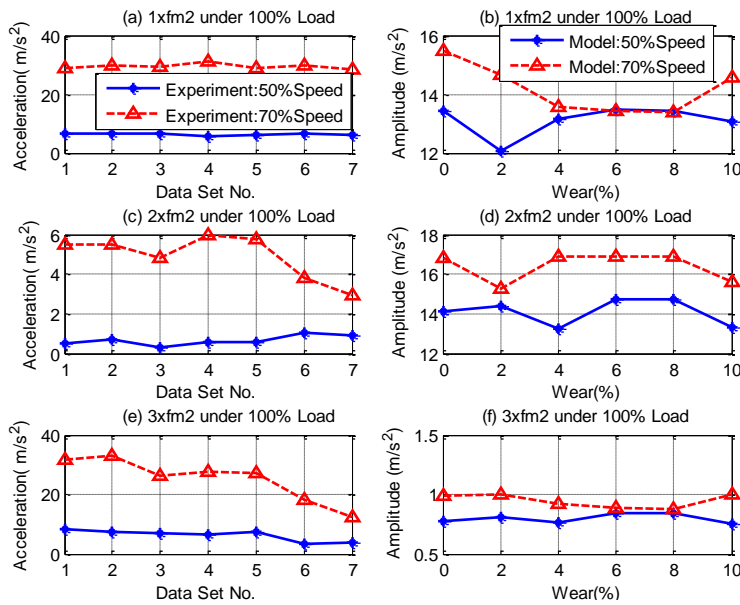 (a) 1xfm2 under 100% Load
40
20
0
Acceleration( m/s²)
Experiment:50%Speed
Experiment:70%Speed
1 2 3 4 5 6 7
Data Set No.
(b) 1xfm2 under 100% Load
16
14
12
Amplitude (m/s²)
Model:50%Speed
Model:70%Speed
0 2 4 6 8 10
Wear(%)
(c) 2xfm2 under 100% Load
6
4
2
0
Acceleration( m/s²)
1 2 3 4 5 6 7
Data Set No.
(d) 2xfm2 under 100% Load
18
16
14
12
Amplitude (m/s²)
0 2 4 6 8 10
Wear(%)
(e) 3xfm2 under 100% Load
40
20
0
Acceleration( m/s²)
1 2 3 4 5 6 7
Data Set No.
(f) 3xfm2 under 100% Load
1.5
1
0.5
Amplitude (m/s²)
0 2 4 6 8 10
Wear(%)